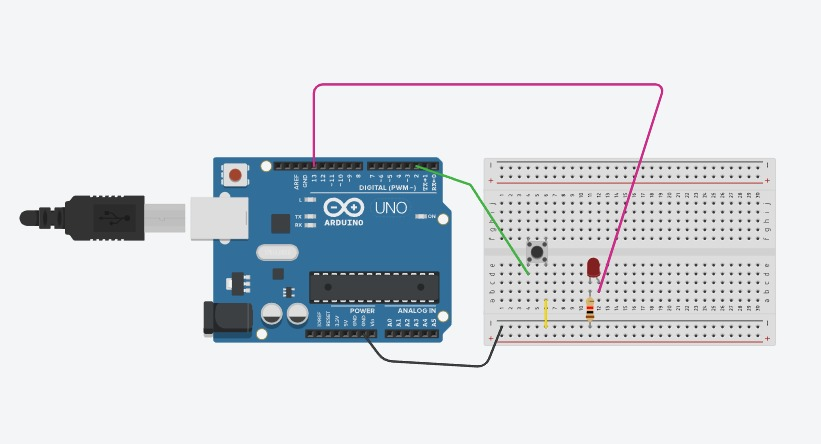 AREF
GND
13
12
~11
~10
~9
8
7
~6
~5
4
~3
2
TX→1
RX←0
DIGITAL (PWM~)
L
TX
RX
ARDUINO
UNO
ON
IOREF
RESET
3.3V
5V
GND
GND
Vin
POWER
ANALOG IN
A0
A1
A2
A3
A4
A5
j
i
h
g
f
e
d
c
b
a